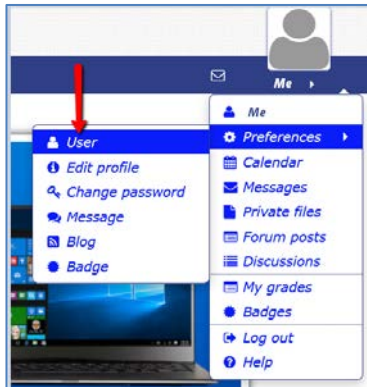 Me
Me
Preferences
Calendar
Messages
Private files
Forum posts
Discussions
My grades
Badges
Log out
Help
User
Edit profile
Change password
Message
Blog
Badge